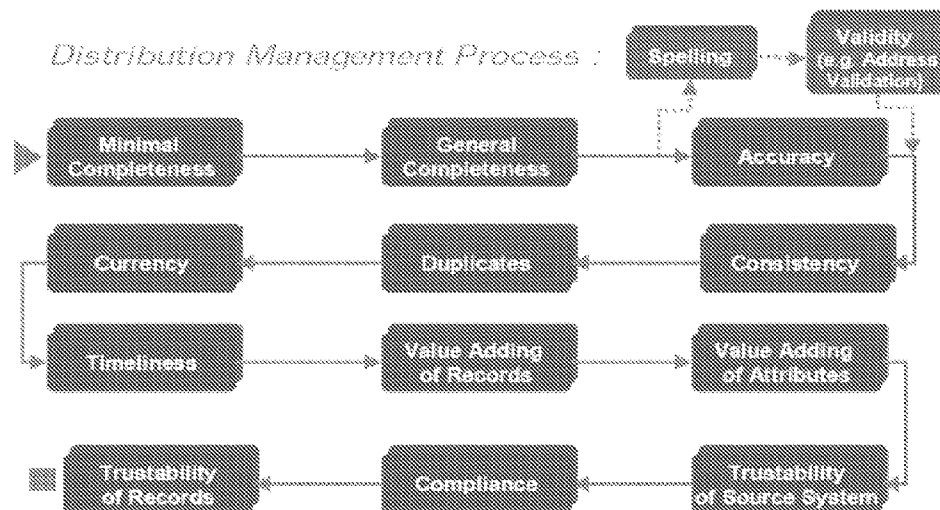 Distribution Management Process :
Spelling
Validity
(e.g. Address
Validation)
Minimal
Completeness
General
Completeness
Accuracy
Currency
Duplicates
Consistency
Timeliness
Value Adding
of Records
Value Adding
of Attributes
Trustability
of Records
Compliance
Trustability
of Source System